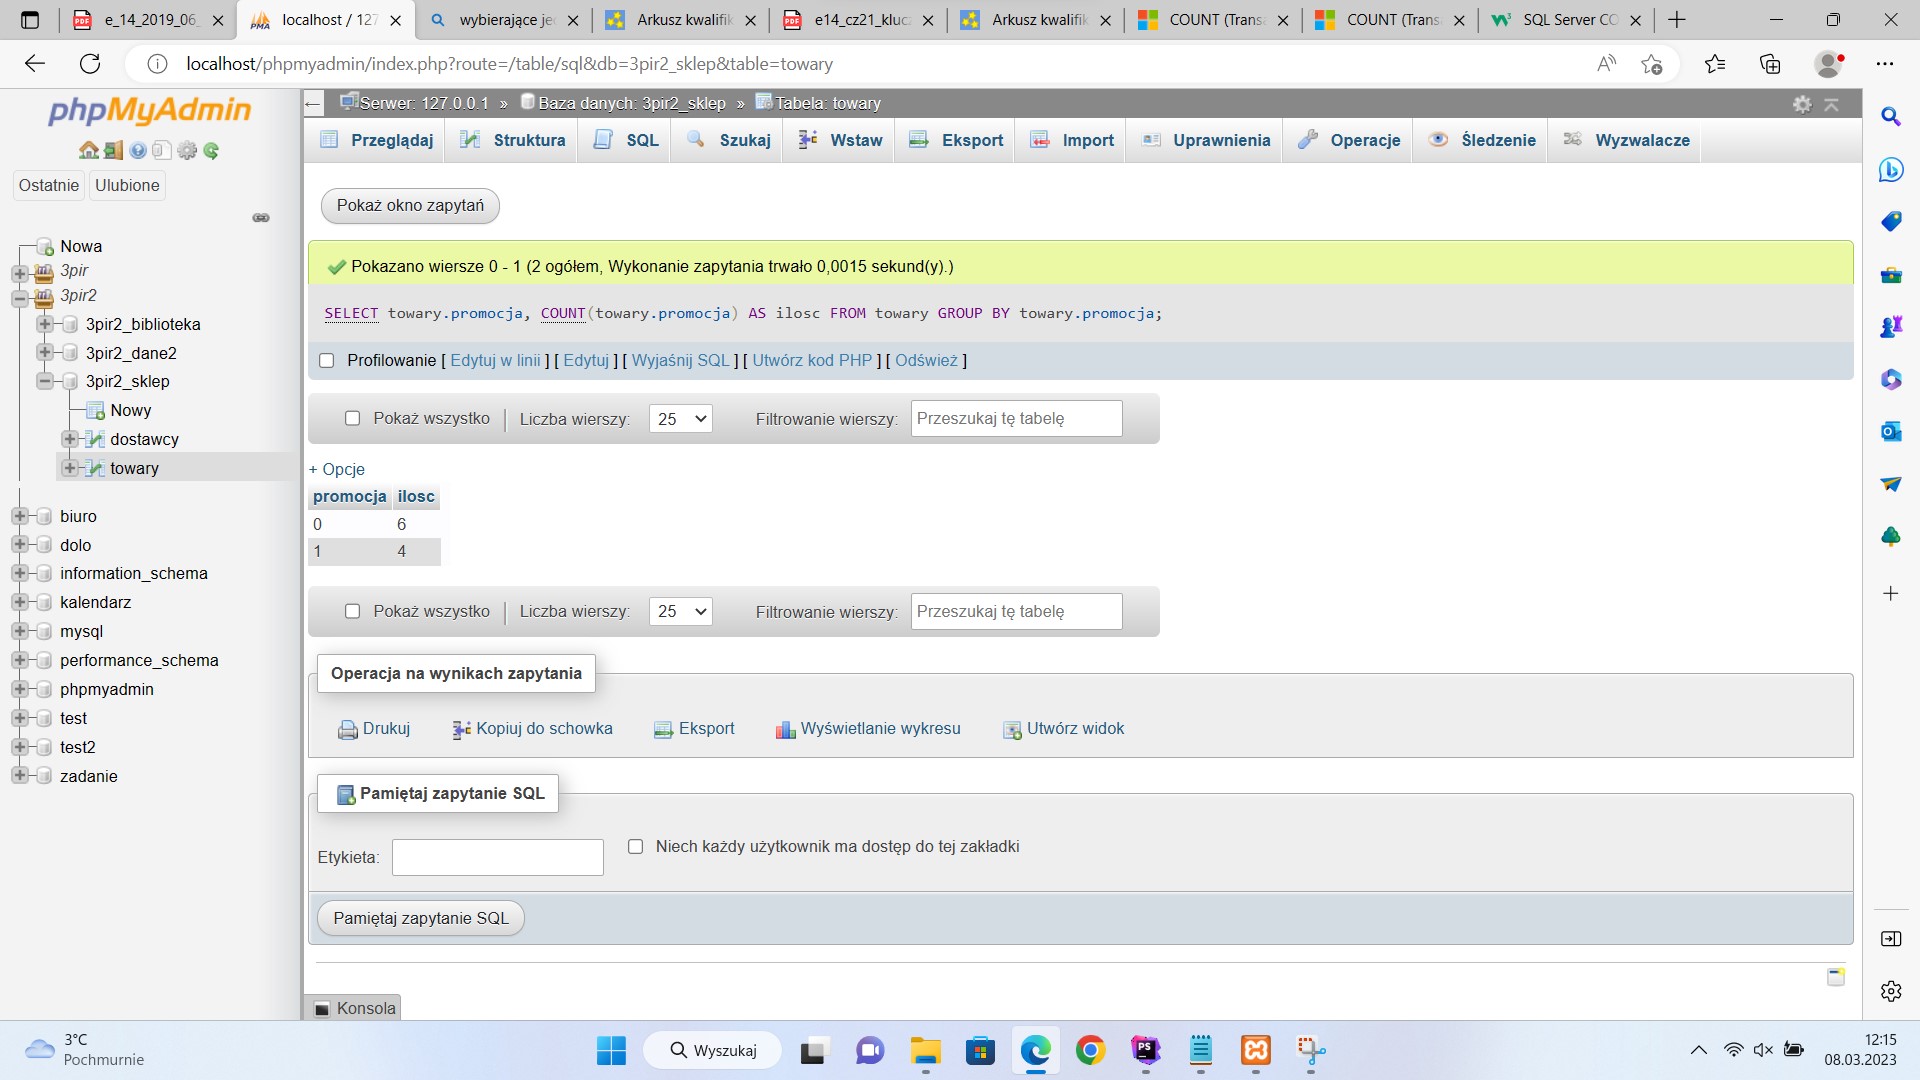 e_14_2019_06_
localhost / 127
wybierające jed
Arkusz kwalifik
e14_cz21_klucz
Arkusz kwalifik
COUNT (Transa
COUNT (Transa
SQL Server CO
localhost/phpmyadmin/index.php?route=/table/sql&db=3pir2_sklep&table=towary
phpMyAdmin
Ostatnie
Ulubione
Nowa
3pir
3pir2
3pir2_biblioteka
3pir2_dane2
3pir2_sklep
Nowy
dostawcy
towary
biuro
dolo
information_schema
kalendarz
mysql
performance_schema
phpmyadmin
test
test2
zadanie
Serwer: 127.0.0.1 » Baza danych: 3pir2_sklep » Tabela: towary
Przeglądaj Struktura SQL Szukaj Wstaw Eksport Import Uprawnienia Operacje Śledzenie Wyzwalacze
Pokaż okno zapytań
Pokazano wiersze 0 - 1 (2 ogółem, Wykonanie zapytania trwało 0,0015 sekund(y).)
SELECT towary.promocja, COUNT(towary.promocja) AS ilosc FROM towary GROUP BY towary.promocja;
Profilowanie [ Edytuj w linii ] [ Edytuj ] [ Wyjaśnij SQL ] [ Utwórz kod PHP ] [ Odśwież ]
Pokaż wszystko | Liczba wierszy: 25 Filtrowanie wierszy: Przeszukaj tę tabelę
+ Opcje
promocja ilosc
0 6
1 4
Pokaż wszystko | Liczba wierszy: 25 Filtrowanie wierszy: Przeszukaj tę tabelę
Operacja na wynikach zapytania
Drukuj Kopiuj do schowka Eksport Wyświetlanie wykresu Utwórz widok
Pamiętaj zapytanie SQL
Etykieta: Niech każdy użytkownik ma dostęp do tej zakładki
Pamiętaj zapytanie SQL
Konsola
3°C
Pochmurnie
Wyszukaj
12:15
08.03.2023